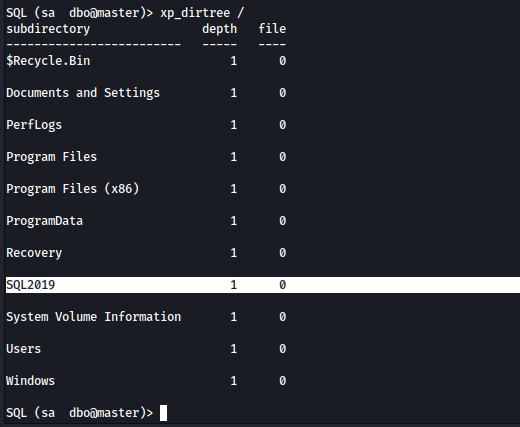 SQL (sa  dbo@master)> xp_dirtree /
subdirectory                depth   file
-------------------------   -----   ----
$Recycle.Bin                    1      0
Documents and Settings          1      0
PerfLogs                        1      0
Program Files                   1      0
Program Files (x86)             1      0
ProgramData                     1      0
Recovery                        1      0
SQL2019                         1      0
System Volume Information       1      0
Users                           1      0
Windows                         1      0
SQL (sa  dbo@master)>